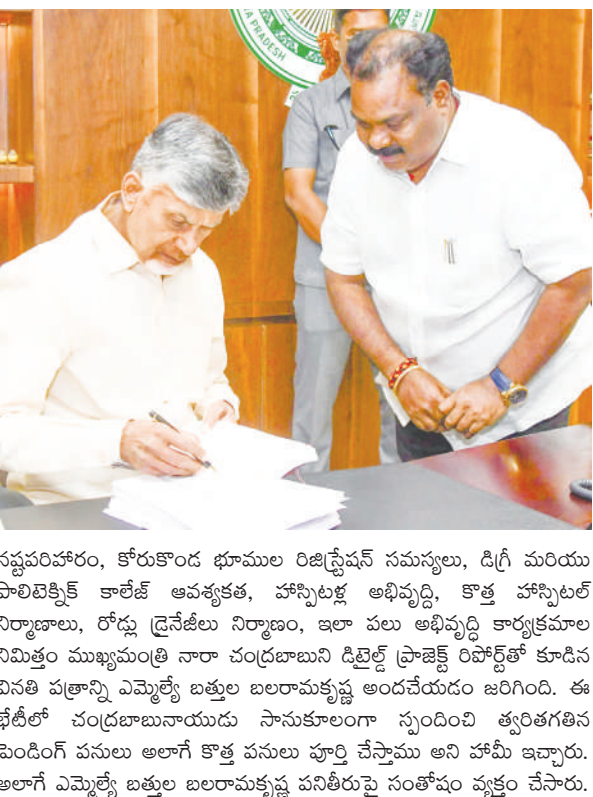 A PRADESH
నష్టపరిహారం, కోరుకొండ భూముల రిజిస్ట్రేషన్ సమస్యలు, డిగ్రీ మరియు
పాలిటెక్నిక్ కాలేజ్ ఆవశ్యకత, హాస్పిటళ్ల అభివృద్ది, కొత్త హాస్పిటల్
నిర్మాణాలు, రోడ్లు డ్రైనేజీలు నిర్మాణం, ఇలా పలు అభివృద్ధి కార్యక్రమాల
నిమిత్తం ముఖ్యమంత్రి నారా చంద్రబాబుని డిటైల్డ్ ప్రాజెక్ట్ రిపోర్ట్‌తో కూడిన
వినతి పత్రాన్ని ఎమ్మెల్యే బత్తుల బలరామకృష్ణ అందచేయడం జరిగింది. ఈ
భేటీలో చంద్రబాబునాయుడు సానుకూలంగా స్పందించి త్వరితగతిన
పెండింగ్ పనులు అలాగే కొత్త పనులు పూర్తి చేస్తాము అని హామీ ఇచ్చారు.
అలాగే ఎమ్మెల్యే బత్తుల బలరామకృష్ణ పనితీరుపై సంతోషం వ్యక్తం చేసారు.